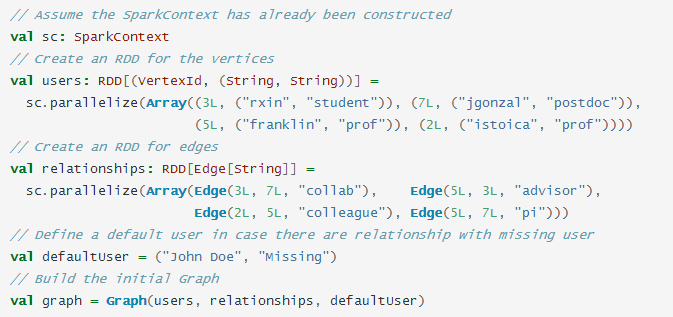 // Assume the SparkContext has already been constructed
val sc: SparkContext
// Create an RDD for the vertices
val users: RDD[(VertexId, (String, String))] =
  sc.parallelize(Array((3L, ("rxin", "student")), (7L, ("jgonzal", "postdoc")),
                       (5L, ("franklin", "prof")), (2L, ("istoica", "prof"))))
// Create an RDD for edges
val relationships: RDD[Edge[String]] =
  sc.parallelize(Array(Edge(3L, 7L, "collab"),    Edge(5L, 3L, "advisor"),
                       Edge(2L, 5L, "colleague"), Edge(5L, 7L, "pi")))
// Define a default user in case there are relationship with missing user
val defaultUser = ("John Doe", "Missing")
// Build the initial Graph
val graph = Graph(users, relationships, defaultUser)